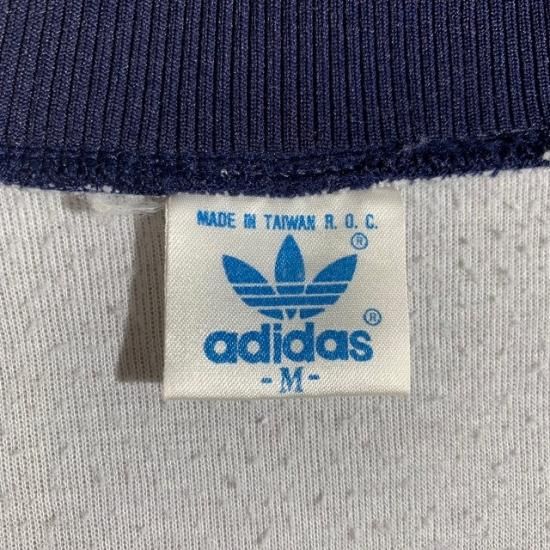 MADE IN TAIWAN R. O. C.
®
adidas ®
- M -